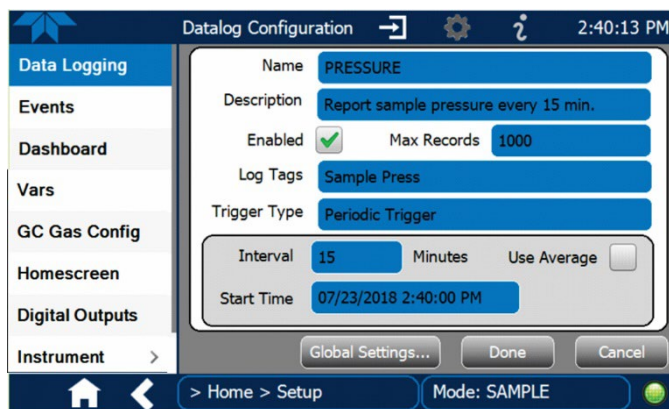 Datalog Configuration 2:40:13 PM
Data Logging
Events
Dashboard
Vars
GC Gas Config
Homescreen
Digital Outputs
Instrument >
Name PRESSURE
Description Report sample pressure every 15 min.
Enabled Max Records 1000
Log Tags Sample Press
Trigger Type Periodic Trigger
Interval 15 Minutes Use Average
Start Time 07/23/2018 2:40:00 PM
Global Settings... Done Cancel
> Home > Setup Mode: SAMPLE